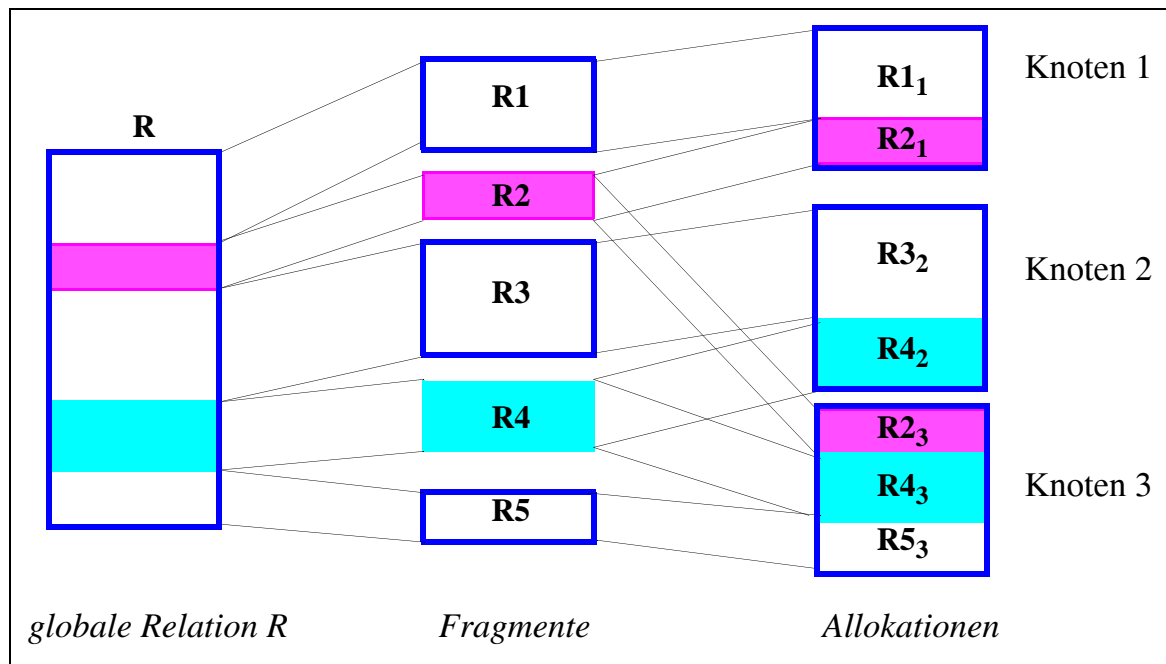 R
globale Relation R
R1
R2
R3
R4
R5
Fragmente
R1₁
R2₁
R3₂
R4₂
R2₃
R4₃
R5₃
Allokationen
Knoten 1
Knoten 2
Knoten 3